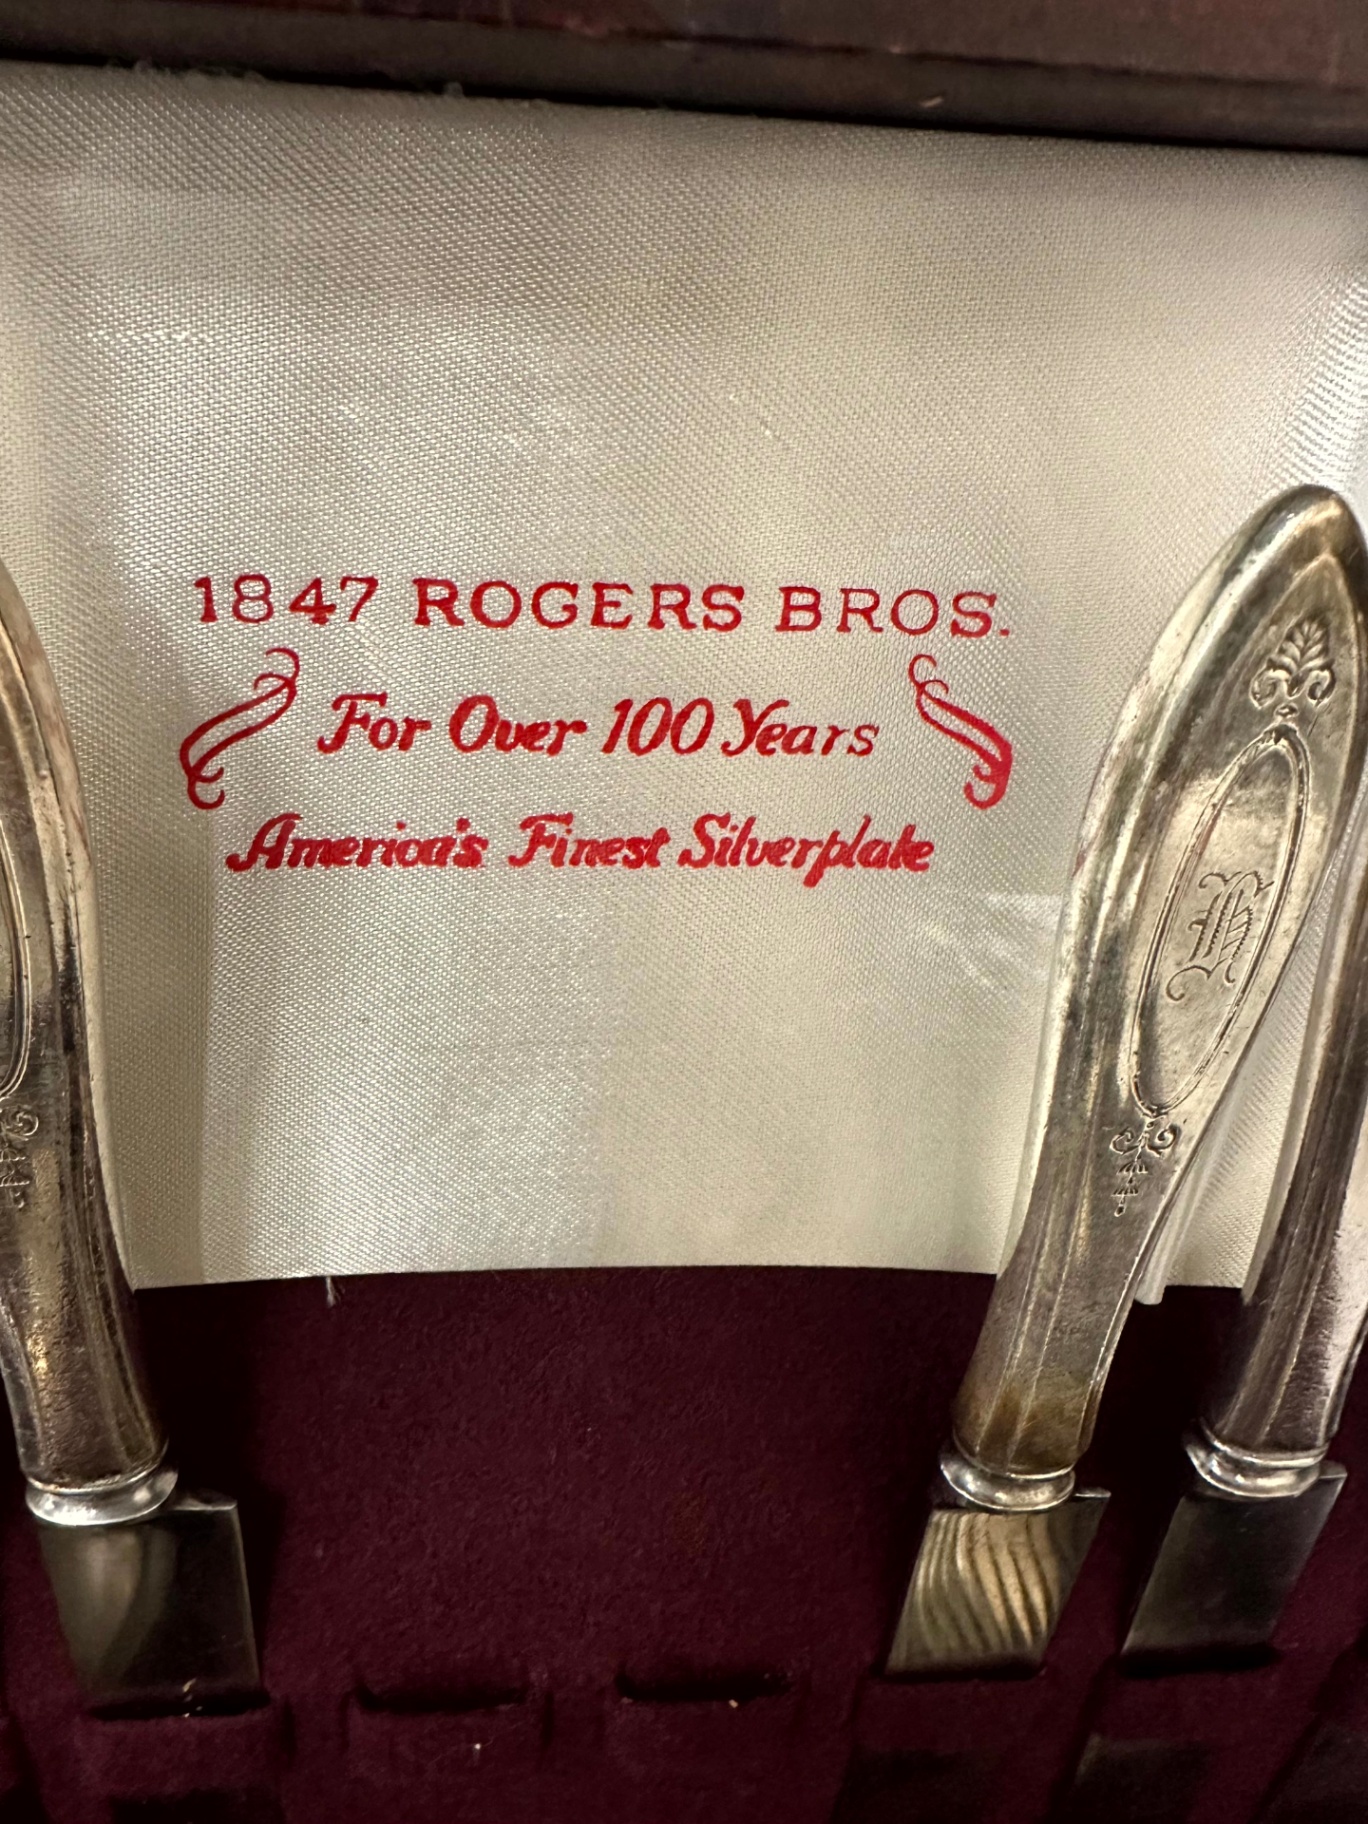 1847 ROGERS BROS.
For Over 100 Years
America's Finest Silverplate